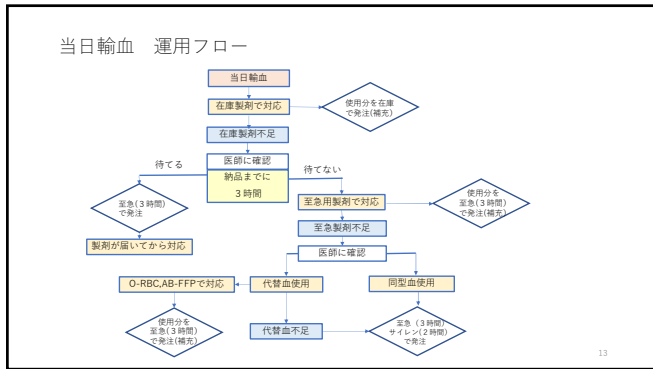 当日輸血　運用フロー
当日輸血
在庫製剤で対応
使用分を在庫
で発注(補充)
在庫製剤不足
医師に確認
待てる
待てない
納品までに
３時間
至急(３時間)
で発注
至急用製剤で対応
使用分を
至急(３時間)
で発注(補充)
製剤が届いてから対応
至急製剤不足
医師に確認
O-RBC,AB-FFPで対応
代替血使用
同型血使用
使用分を
至急(３時間)
で発注(補充)
代替血不足
至急（３時間）
サイレン(２時間)
で発注
13